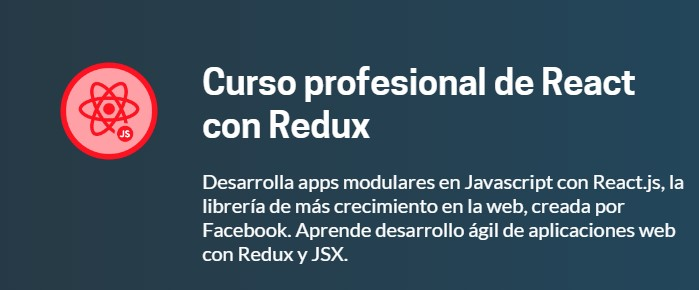 Curso profesional de React
con Redux
JS
Desarrolla apps modulares en Javascript con React.js, la
librería de más crecimiento en la web, creada por
Facebook. Aprende desarrollo ágil de aplicaciones web
con Redux y JSX.